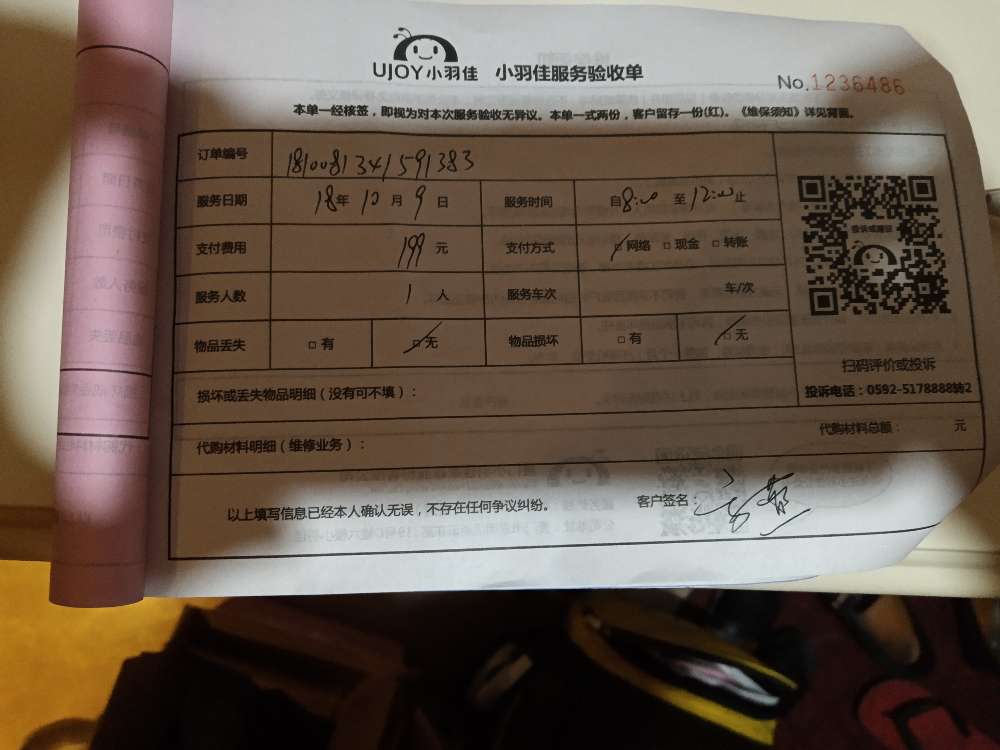 UJOY小羽佳 小羽佳服务验收单
No.1236486
本单一经核签，即视为对本次服务验收无异议。本单一式两份，客户留存一份(红)。《维保须知》详见背面。
订单编号 1810081341591383
服务日期 18年 10月 9日 服务时间 自8:00 至12:00止
支付费用 199 元 支付方式 □网络 □现金 □转账
服务人数 1 人 服务车次 车/次
物品丢失 □有 □无 物品损坏 □有 □无
投诉或建议
扫码评价或投诉
投诉电话：0592-5178888转2
损坏或丢失物品明细（没有可不填）：
代购材料明细（维修业务）： 代购材料总额： 元
以上填写信息已经本人确认无误，不存在任何争议纠纷。 客户签名：